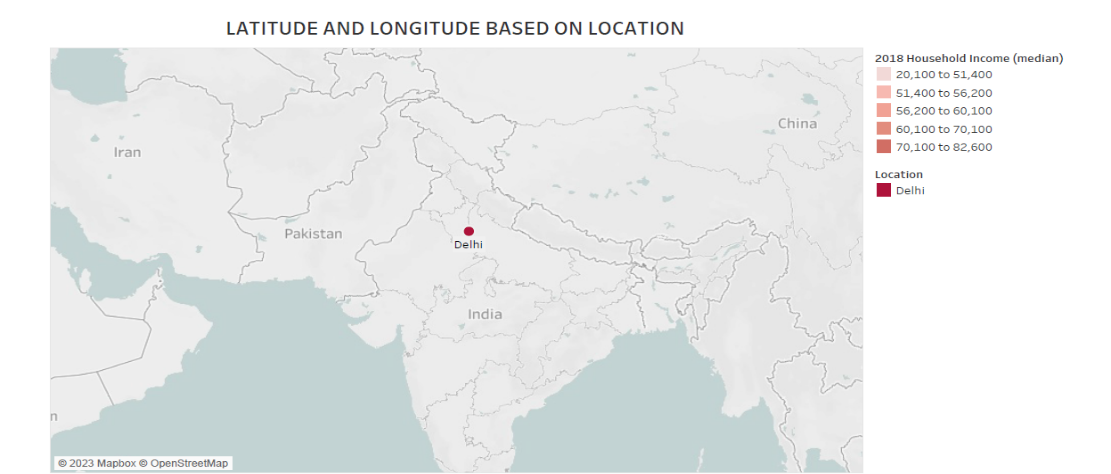 LATITUDE AND LONGITUDE BASED ON LOCATION
2018 Household Income (median)
20,100 to 51,400
51,400 to 56,200
56,200 to 60,100
60,100 to 70,100
70,100 to 82,600
Location
Delhi
China
Iran
Pakistan
Delhi
India
n
© 2023 Mapbox © OpenStreetMap